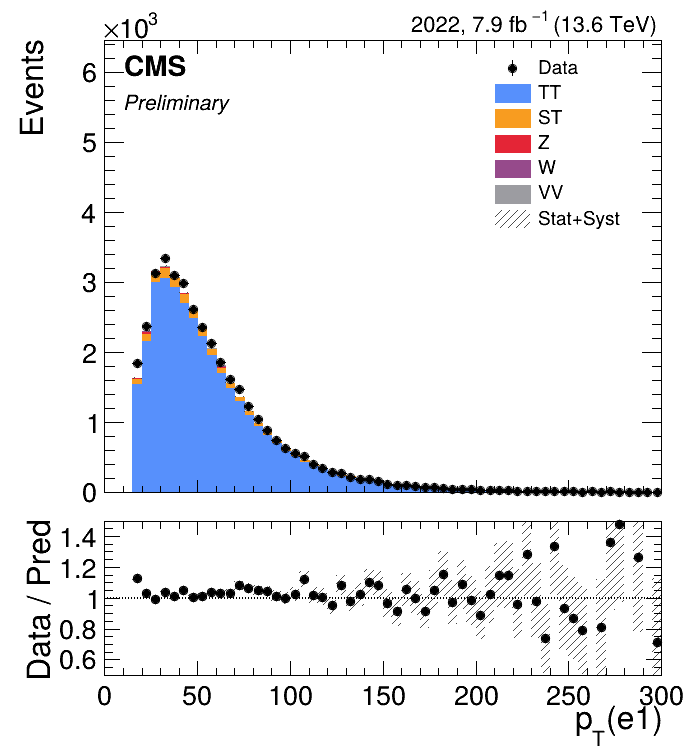 ×10³
2022, 7.9 fb⁻¹ (13.6 TeV)
Events
CMS
Preliminary
Data
TT
ST
Z
W
VV
Stat+Syst
6
5
4
3
2
1
0
Data / Pred
1.4
1.2
1
0.8
0.6
0 50 100 150 200 250 300
p_T(e1)